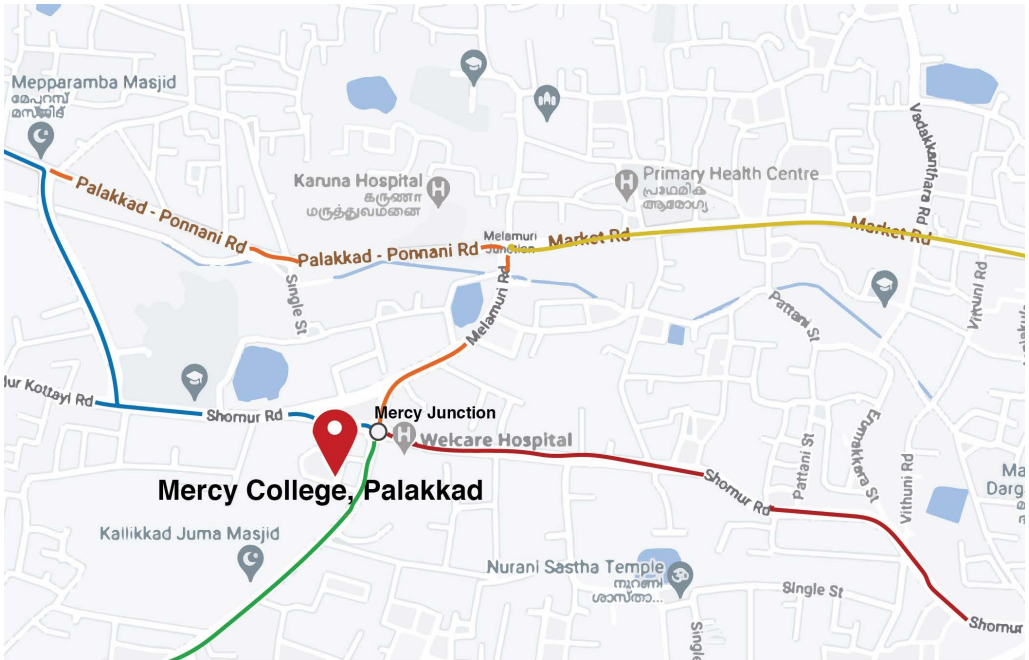 Mepparamba Masjid
മേപ്പറമ്പ്
മസ്ജിദ്
Palakkad - Ponnani Rd
Karuna Hospital
കരുണാ
മരുത്തുവമനൈ
Primary Health Centre
പ്രാഥമിക
ആരോഗ്യ
Vadakkanthara Rd
Palakkad - Ponnani Rd
Melamuri
Junction
Market Rd
Market Rd
Single St
Melamuri Rd
Pattani St
Vithuni Rd
Kottayi Rd
Shornur Rd
Mercy Junction
Welcare Hospital
Mercy College, Palakkad
Shornur Rd
Pattani St
Erumakkara St
Vithuni Rd
Kallikkad Juma Masjid
Nurani Sastha Temple
നൂറണി
ശാസ്താ...
Single St
Single
Shornur